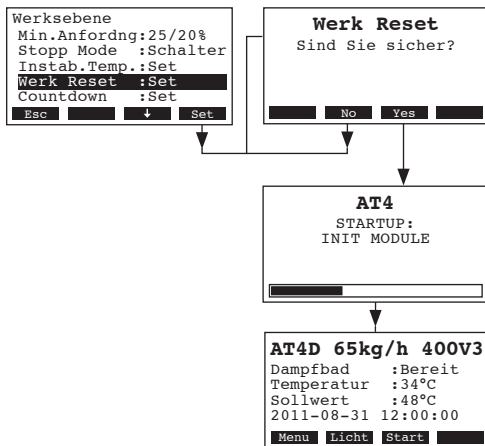 Werksebene
Min.Anfordng:25/20%
Stopp Mode :Schalter
Instab.Temp.:Set
Werk Reset :Set
Countdown :Set
Esc ↓ Set
Werk Reset
Sind Sie sicher?
No Yes
AT4
STARTUP:
INIT MODULE
AT4D 65kg/h 400V3
Dampfbad :Bereit
Temperatur :34°C
Sollwert :48°C
2011-08-31 12:00:00
Menu Licht Start